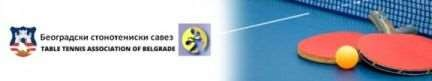 Београдски стонотениски савез
TABLE TENNIS ASSOCIATION OF BELGRADE